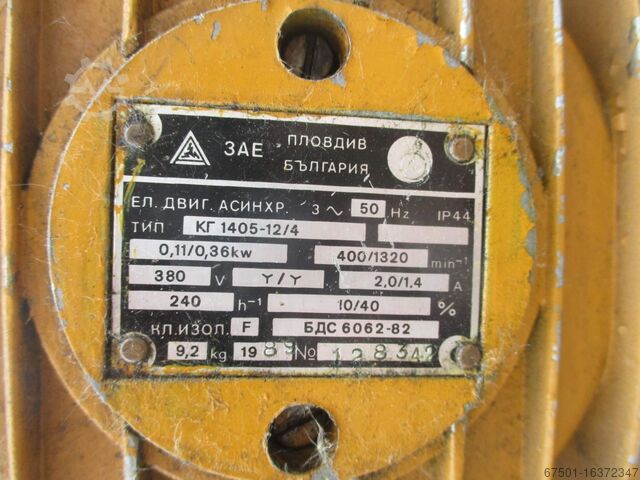 ЗАЕ ПЛОВДИВ
БЪЛГАРИЯ
ЕЛ. ДВИГ. АСИНХР. 3 ~ 50 Hz IP44
ТИП КГ 1405-12/4
0,11/0,36kw 400/1320 min⁻¹
380 V Y/Y 2,0/1,4 A
240 h⁻¹ 10/40 %
КЛ.ИЗОЛ. F БДС 6062-82
9,2 kg 1989 №
67501-16372347